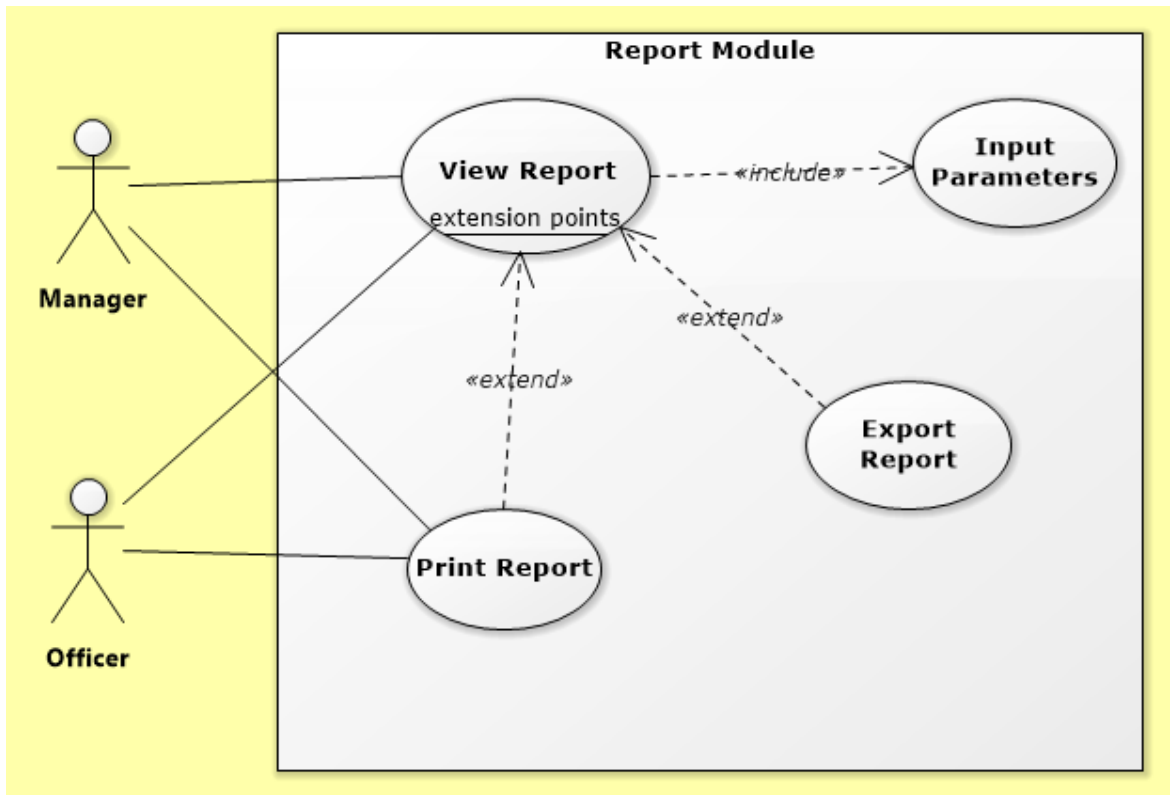 Report Module
View Report
extension points
«include»
Input
Parameters
Manager
«extend»
«extend»
Export
Report
Print Report
Officer